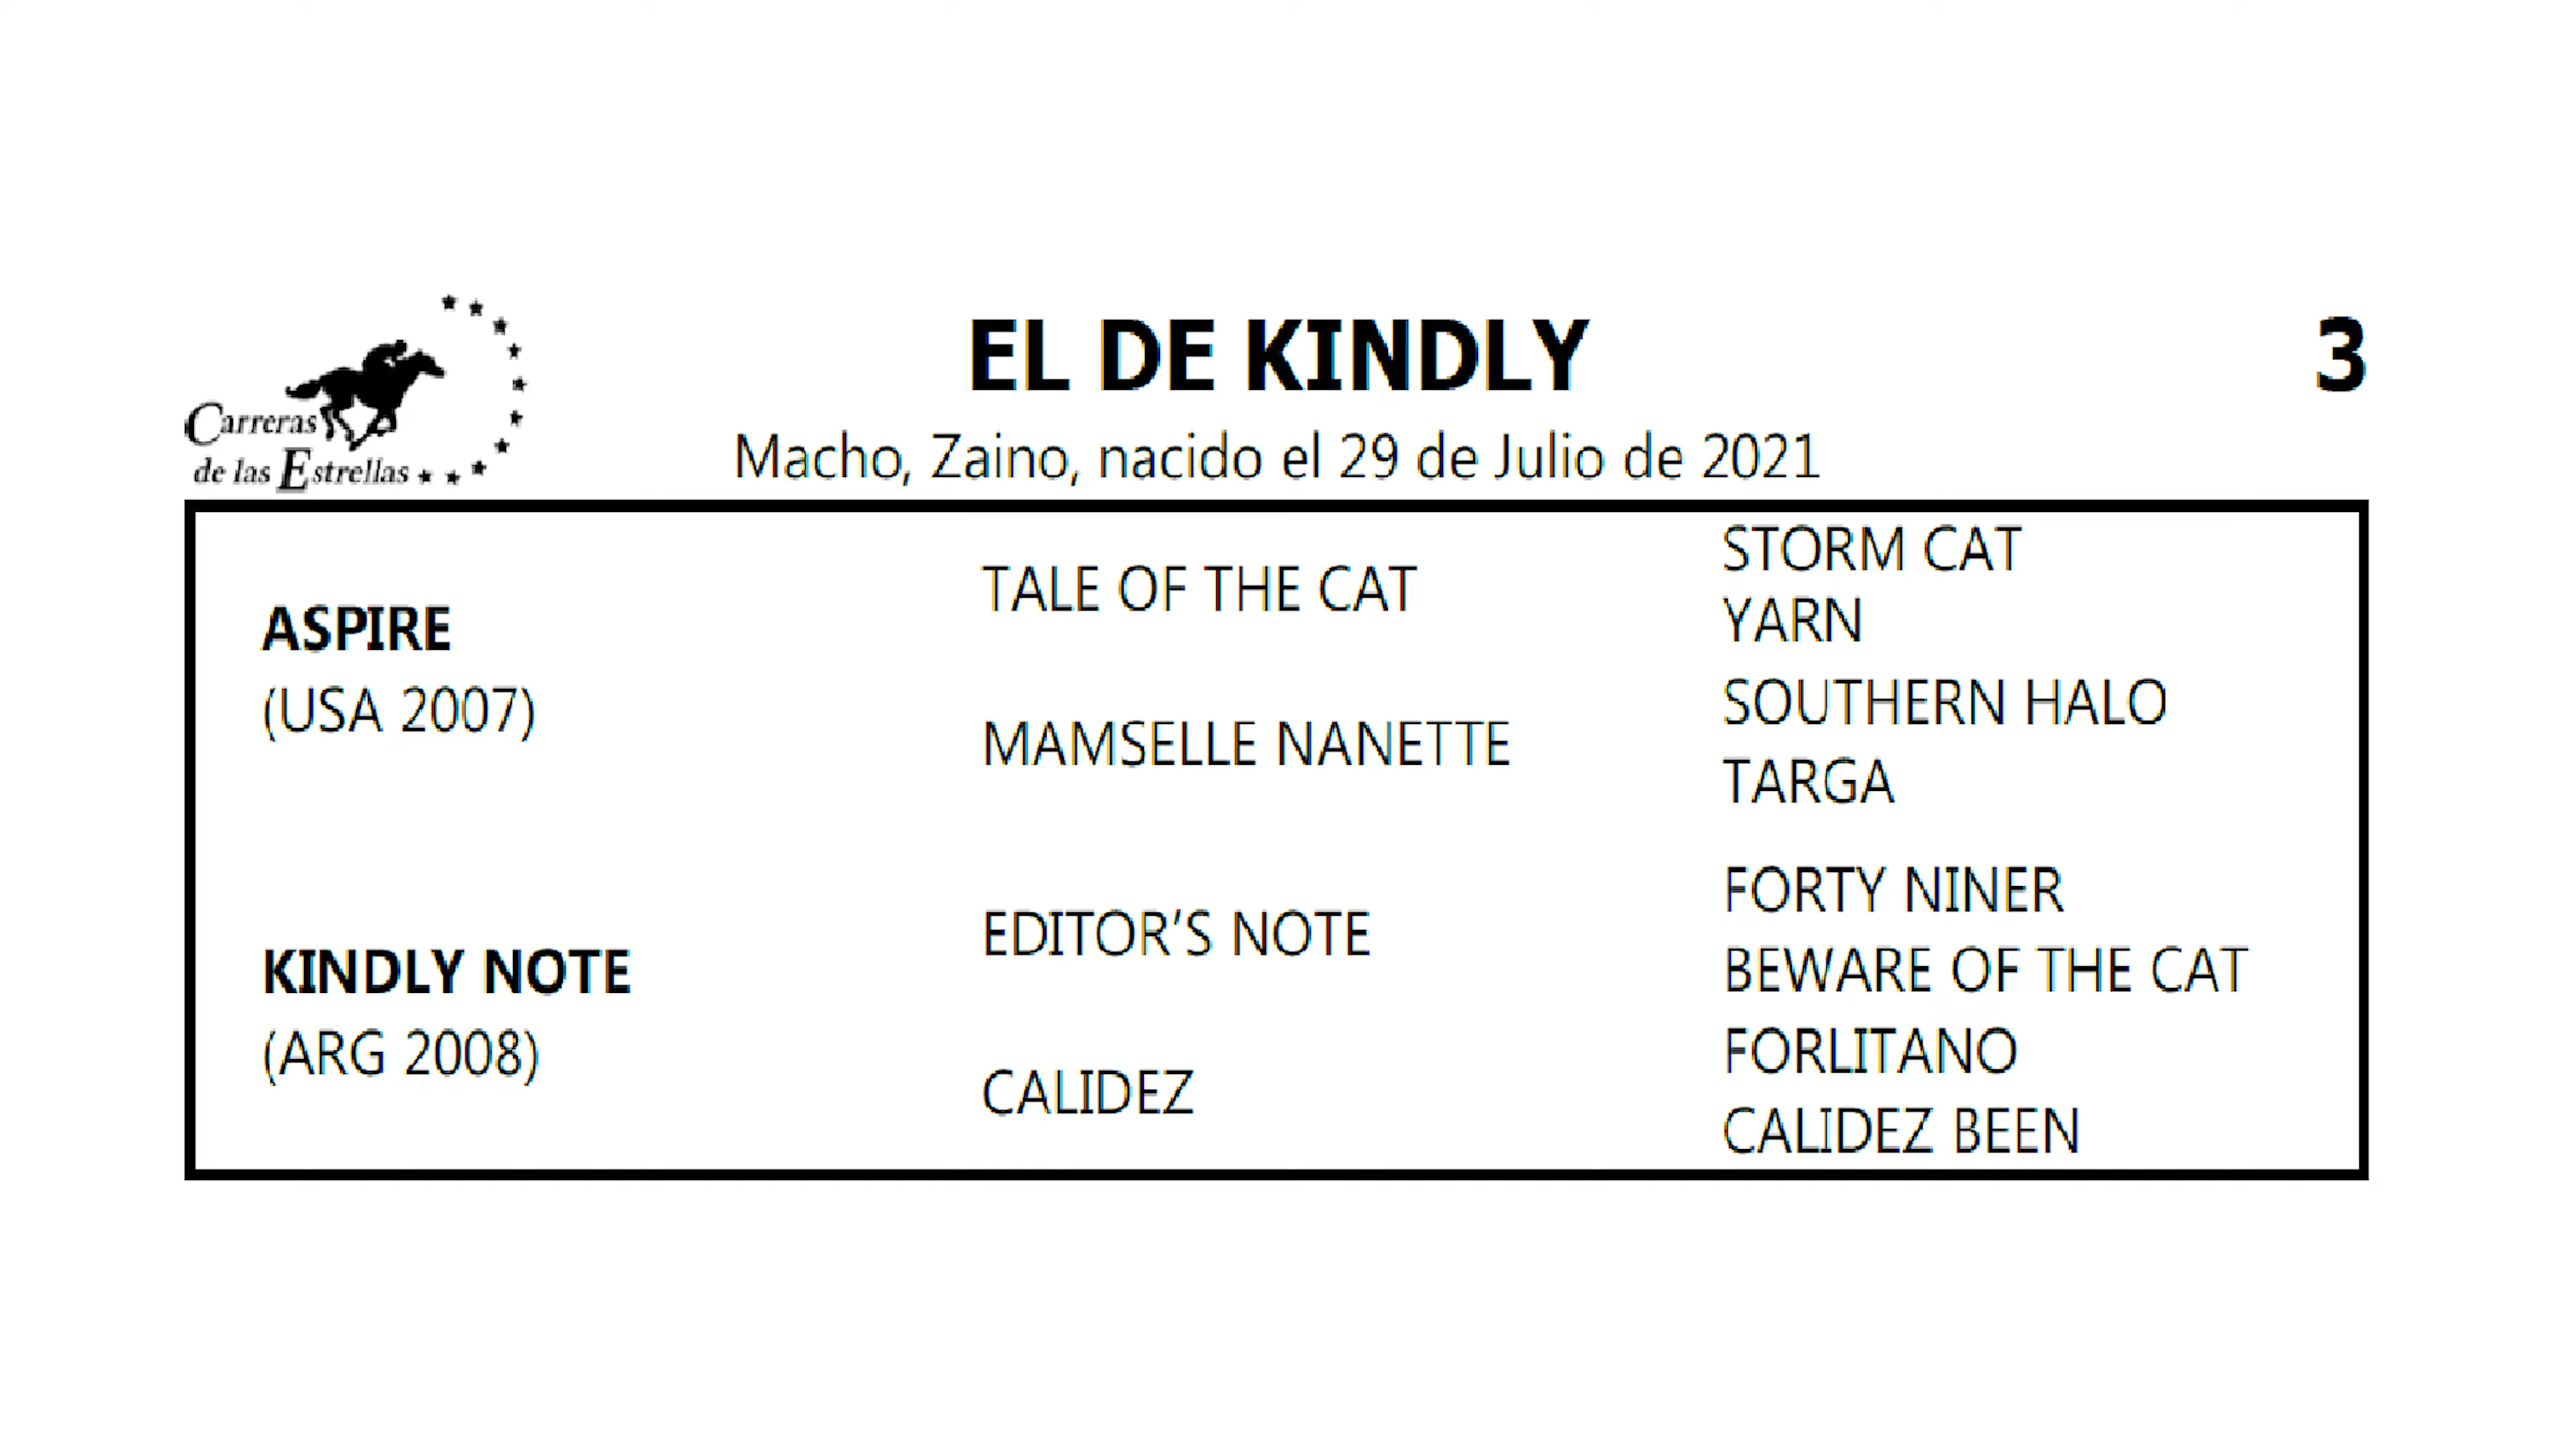 Carreras
de las Estrellas
EL DE KINDLY
3
Macho, Zaino, nacido el 29 de Julio de 2021
ASPIRE
(USA 2007)
TALE OF THE CAT
MAMSELLE NANETTE
STORM CAT
YARN
SOUTHERN HALO
TARGA
KINDLY NOTE
(ARG 2008)
EDITOR’S NOTE
CALIDEZ
FORTY NINER
BEWARE OF THE CAT
FORLITANO
CALIDEZ BEEN